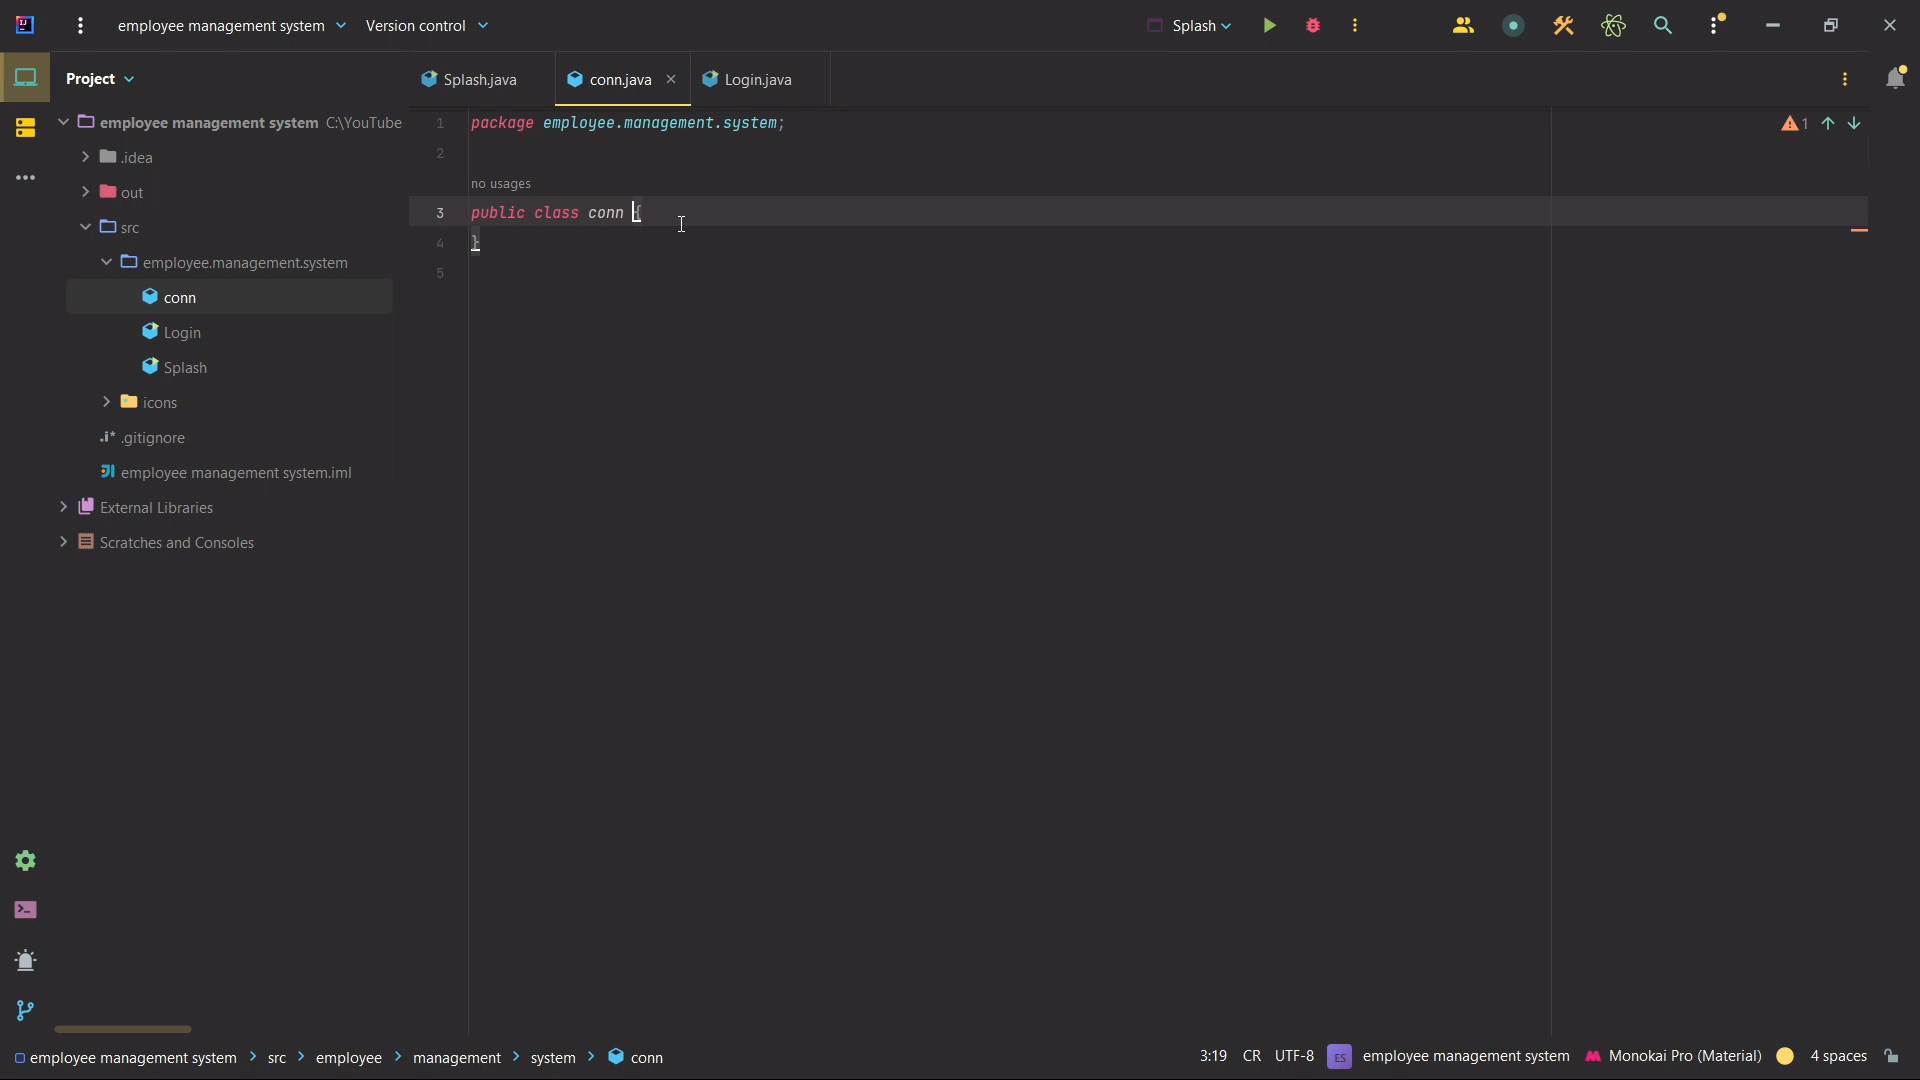 employee management system
Version control
Splash
Project
Splash.java
conn.java
Login.java
employee management system C:\YouTube
.idea
out
src
employee.management.system
conn
Login
Splash
icons
.gitignore
employee management system.iml
External Libraries
Scratches and Consoles
1 package employee.management.system;
2
no usages
3 public class conn {
4 }
5
1
employee management system > src > employee > management > system > conn
3:19 CR UTF-8 ES employee management system Monokai Pro (Material) 4 spaces